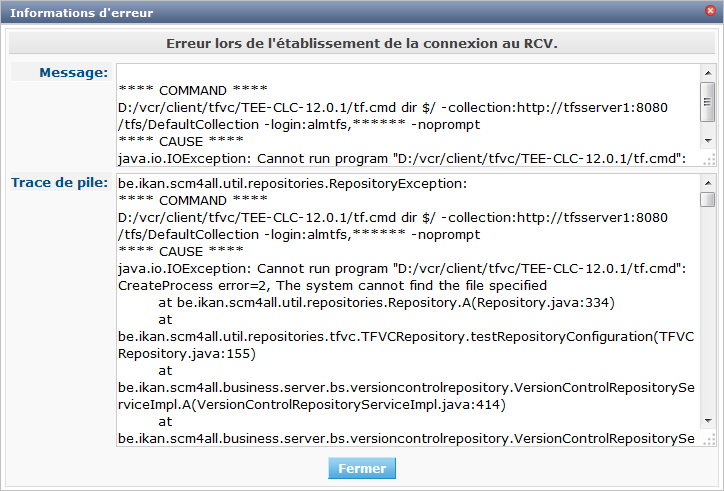 Informations d'erreur
Erreur lors de l'établissement de la connexion au RCV.
Message:
**** COMMAND ****
D:/vcr/client/tfvc/TEE-CLC-12.0.1/tf.cmd dir $/ -collection:http://tfsserver1:8080
/tfs/DefaultCollection -login:almtfs,****** -noprompt
**** CAUSE ****
java.io.IOException: Cannot run program "D:/vcr/client/tfvc/TEE-CLC-12.0.1/tf.cmd":
Trace de pile:
be.ikan.scm4all.util.repositories.RepositoryException:
**** COMMAND ****
D:/vcr/client/tfvc/TEE-CLC-12.0.1/tf.cmd dir $/ -collection:http://tfsserver1:8080
/tfs/DefaultCollection -login:almtfs,****** -noprompt
**** CAUSE ****
java.io.IOException: Cannot run program "D:/vcr/client/tfvc/TEE-CLC-12.0.1/tf.cmd":
CreateProcess error=2, The system cannot find the file specified
at be.ikan.scm4all.util.repositories.Repository.A(Repository.java:334)
at
be.ikan.scm4all.util.repositories.tfvc.TFVCRepository.testRepositoryConfiguration(TFVC
Repository.java:155)
at
be.ikan.scm4all.business.server.bs.versioncontrolrepository.VersionControlRepositorySe
rviceImpl.A(VersionControlRepositoryServiceImpl.java:414)
at
be.ikan.scm4all.business.server.bs.versioncontrolrepository.VersionControlRepositorySe
Fermer